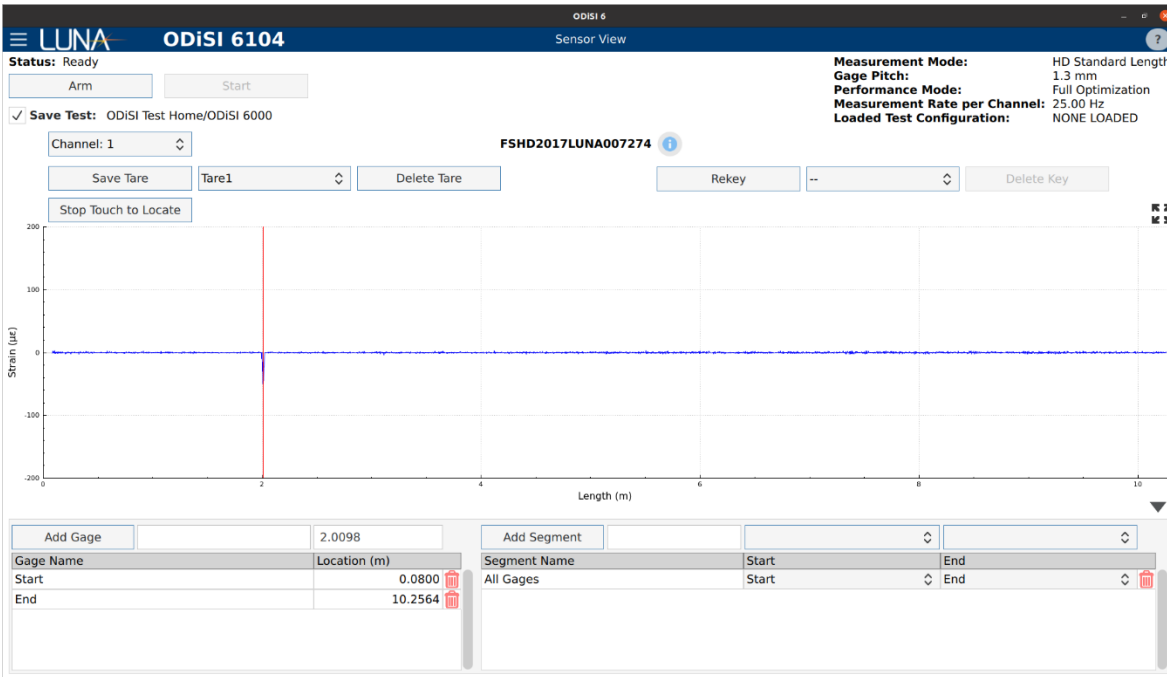 ODiSI 6
LUNA ODiSI 6104 Sensor View ?
Status: Ready
Arm Start
Save Test: ODiSI Test Home/ODiSI 6000
Measurement Mode: HD Standard Length
Gage Pitch: 1.3 mm
Performance Mode: Full Optimization
Measurement Rate per Channel: 25.00 Hz
Loaded Test Configuration: NONE LOADED
Channel: 1 FSHD2017LUNA007274 i
Save Tare Tare1 Delete Tare Rekey -- Delete Key
Stop Touch to Locate
200
100
0
-100
-200
Strain (με)
0 2 4 6 8 10
Length (m)
Add Gage 2.0098 Add Segment
Gage Name Location (m) Segment Name Start End
Start 0.0800 All Gages Start End
End 10.2564